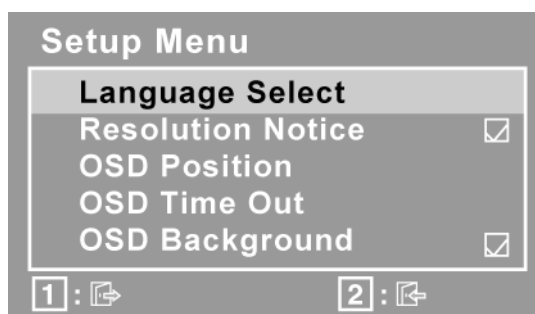 Setup Menu
Language Select
Resolution Notice
OSD Position
OSD Time Out
OSD Background
1 : 2 :